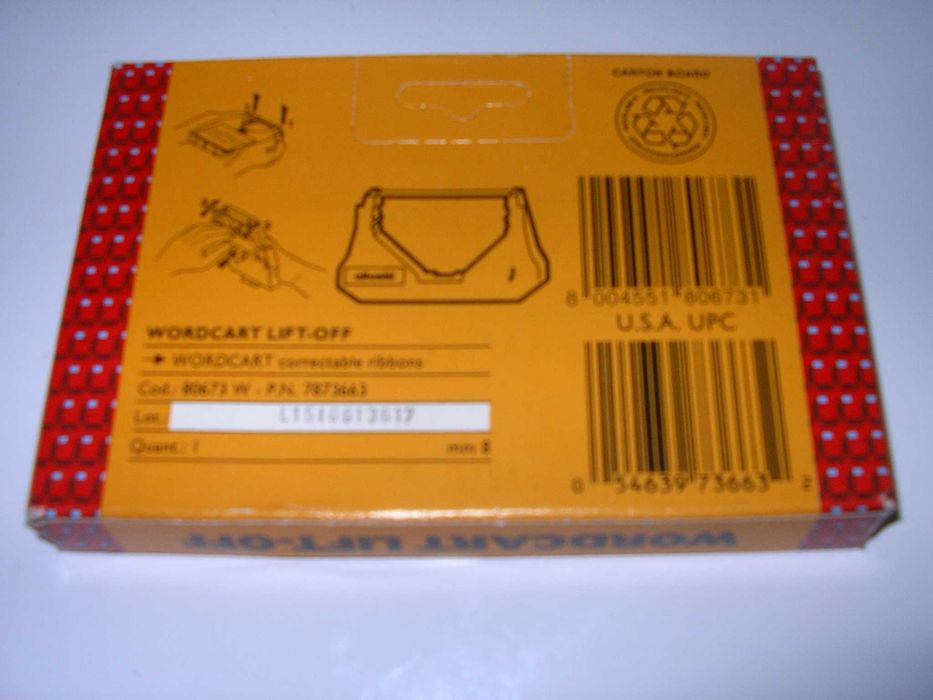 CARTON BOARD
olivetti
8 004551 806731
U.S.A. UPC
WORDCART LIFT-OFF
WORDCART correctable ribbons
Cod.: 80673 W - P.N. 7873663
Lot.:
Quant.: 1 mm 8
0 54639 73663 2
WORDCART LIFT-OFF